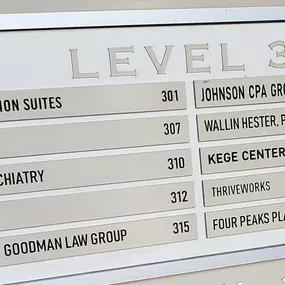 LEVEL 3
ION SUITES 301
307
CHIATRY 310
312
GOODMAN LAW GROUP 315
JOHNSON CPA GRO
WALLIN HESTER, P
KEGE CENTER
THRIVEWORKS
FOUR PEAKS PLA